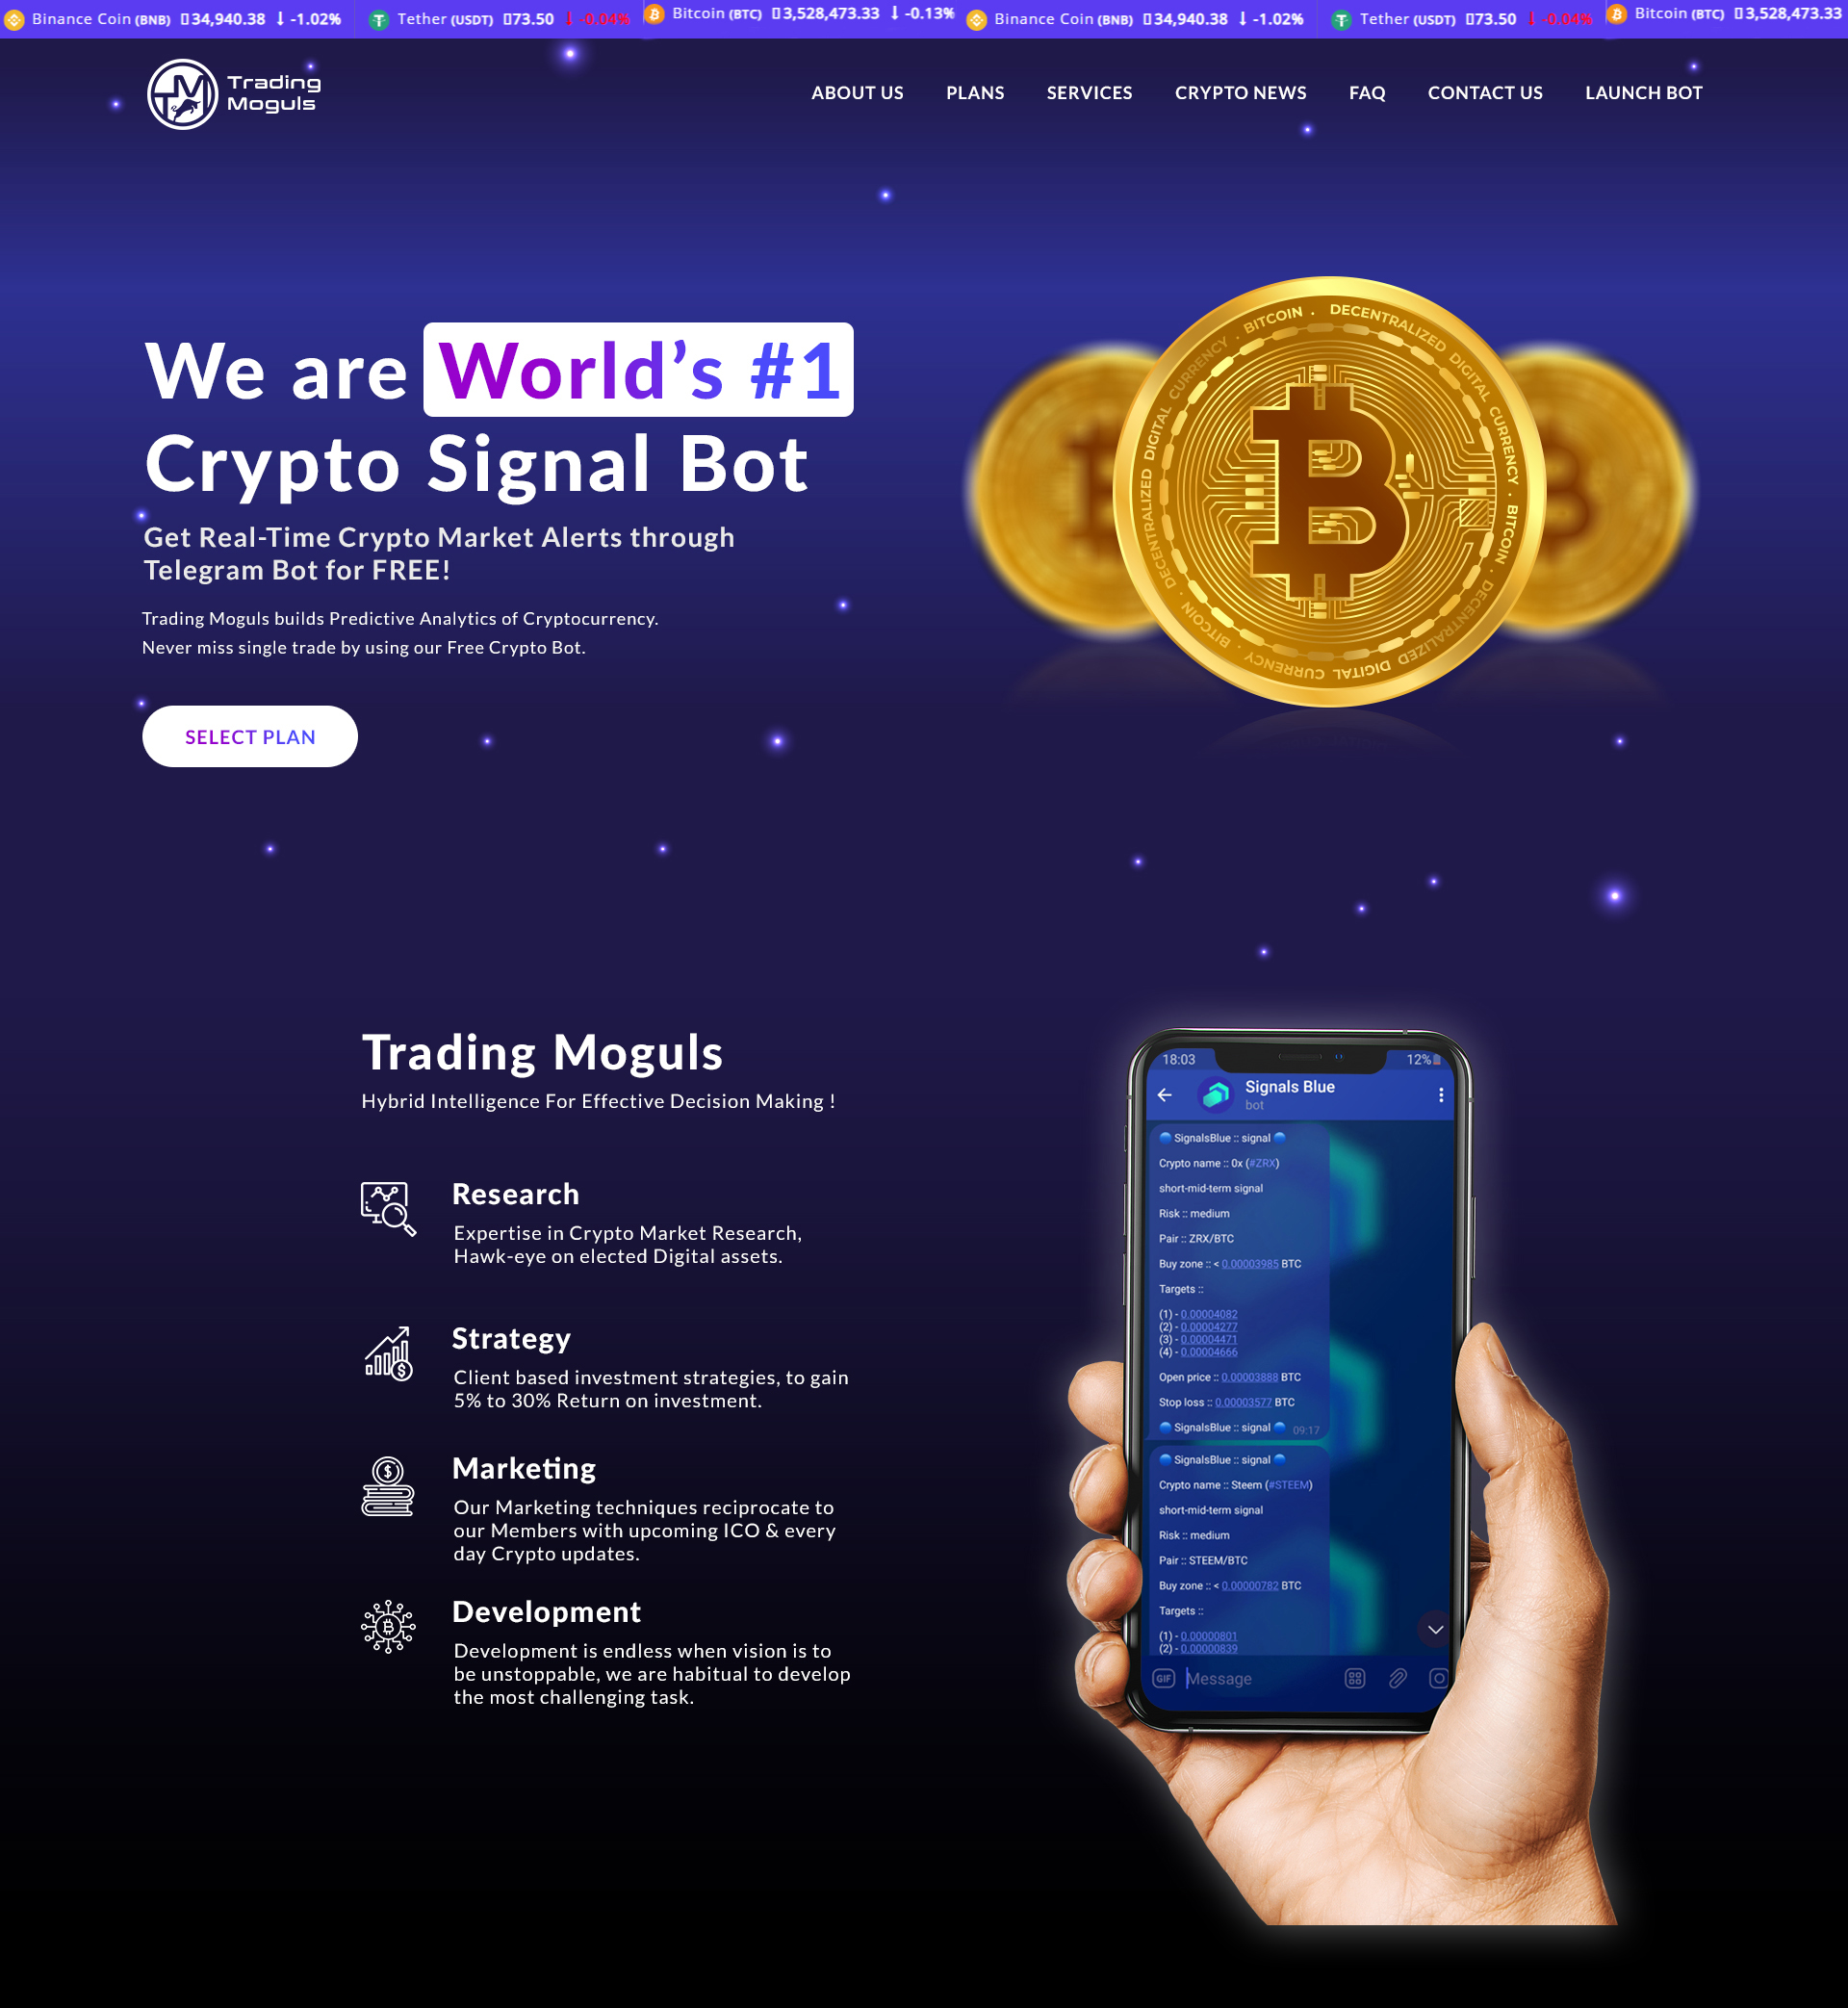 Binance Coin (BNB) 34,940.38 ↓ -1.02% Tether (USDT) 73.50 ↓ -0.04% Bitcoin (BTC) 3,528,473.33 ↓ -0.13% Binance Coin (BNB) 34,940.38 ↓ -1.02% Tether (USDT) 73.50 ↓ -0.04% Bitcoin (BTC) 3,528,473.33
TM
Trading
Moguls
ABOUT US PLANS SERVICES CRYPTO NEWS FAQ CONTACT US LAUNCH BOT
We are World's #1
Crypto Signal Bot
Get Real-Time Crypto Market Alerts through
Telegram Bot for FREE!
Trading Moguls builds Predictive Analytics of Cryptocurrency.
Never miss single trade by using our Free Crypto Bot.
SELECT PLAN
BITCOIN . DECENTRALIZED DIGITAL CURRENCY . BITCOIN . DECENTRALIZED DIGITAL CURRENCY . BITCOIN . DECENTRALIZED DIGITAL CURRENCY .
Trading Moguls
Hybrid Intelligence For Effective Decision Making !
Research
Expertise in Crypto Market Research,
Hawk-eye on elected Digital assets.
Strategy
Client based investment strategies, to gain
5% to 30% Return on investment.
Marketing
Our Marketing techniques reciprocate to
our Members with upcoming ICO & every
day Crypto updates.
Development
Development is endless when vision is to
be unstoppable, we are habitual to develop
the most challenging task.
18:03 12%
Signals Blue
bot
SignalsBlue :: signal
Crypto name :: 0x (#ZRX)
short-mid-term signal
Risk :: medium
Pair :: ZRX/BTC
Buy zone :: < 0.00003985 BTC
Targets ::
(1) - 0.00004082
(2) - 0.00004277
(3) - 0.00004471
(4) - 0.00004666
Open price :: 0.00003888 BTC
Stop loss :: 0.00003577 BTC
SignalsBlue :: signal 09:17
SignalsBlue :: signal
Crypto name :: Steem (#STEEM)
short-mid-term signal
Risk :: medium
Pair :: STEEM/BTC
Buy zone :: < 0.00000782 BTC
Targets ::
(1) - 0.00000801
(2) - 0.00000839
GIF Message